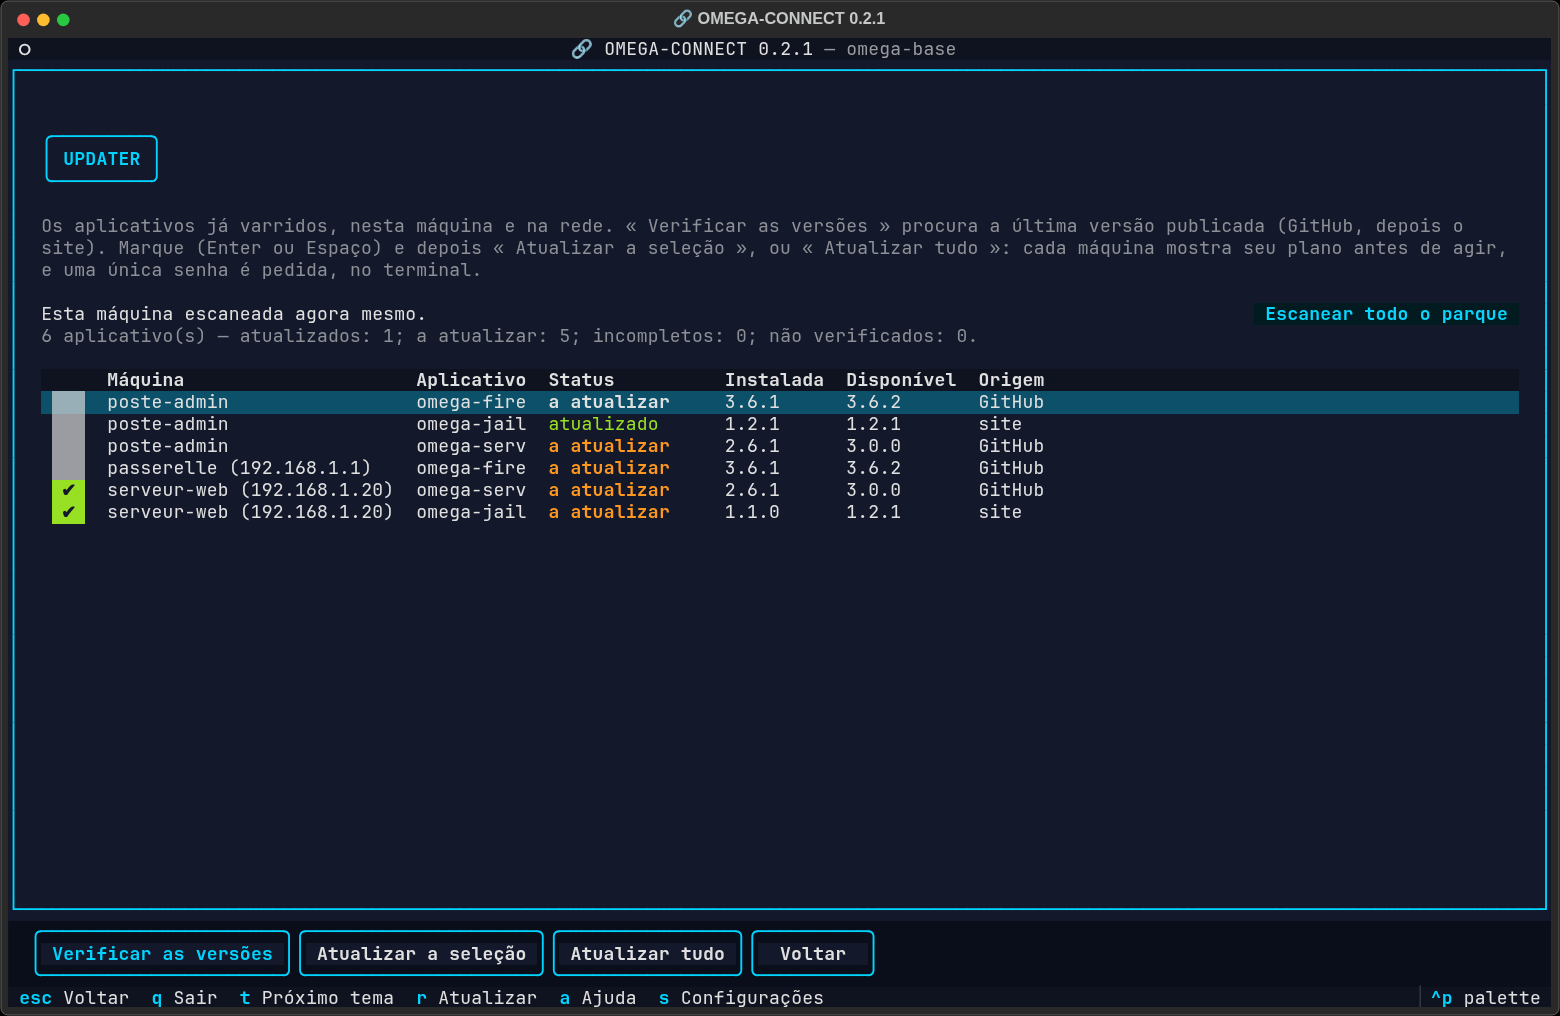 🔗 OMEGA-CONNECT 0.2.1
🔗 OMEGA-CONNECT 0.2.1 — omega-base
UPDATER
Os aplicativos já varridos, nesta máquina e na rede. « Verificar as versões » procura a última versão publicada (GitHub, depois o
site). Marque (Enter ou Espaço) e depois « Atualizar a seleção », ou « Atualizar tudo »: cada máquina mostra seu plano antes de agir,
e uma única senha é pedida, no terminal.
Esta máquina escaneada agora mesmo. Escanear todo o parque
6 aplicativo(s) — atualizados: 1; a atualizar: 5; incompletos: 0; não verificados: 0.
Máquina Aplicativo Status Instalada Disponível Origem
poste-admin omega-fire a atualizar 3.6.1 3.6.2 GitHub
poste-admin omega-jail atualizado 1.2.1 1.2.1 site
poste-admin omega-serv a atualizar 2.6.1 3.0.0 GitHub
passerelle (192.168.1.1) omega-fire a atualizar 3.6.1 3.6.2 GitHub
✔ serveur-web (192.168.1.20) omega-serv a atualizar 2.6.1 3.0.0 GitHub
✔ serveur-web (192.168.1.20) omega-jail a atualizar 1.1.0 1.2.1 site
Verificar as versões Atualizar a seleção Atualizar tudo Voltar
esc Voltar q Sair t Próximo tema r Atualizar a Ajuda s Configurações ^p palette